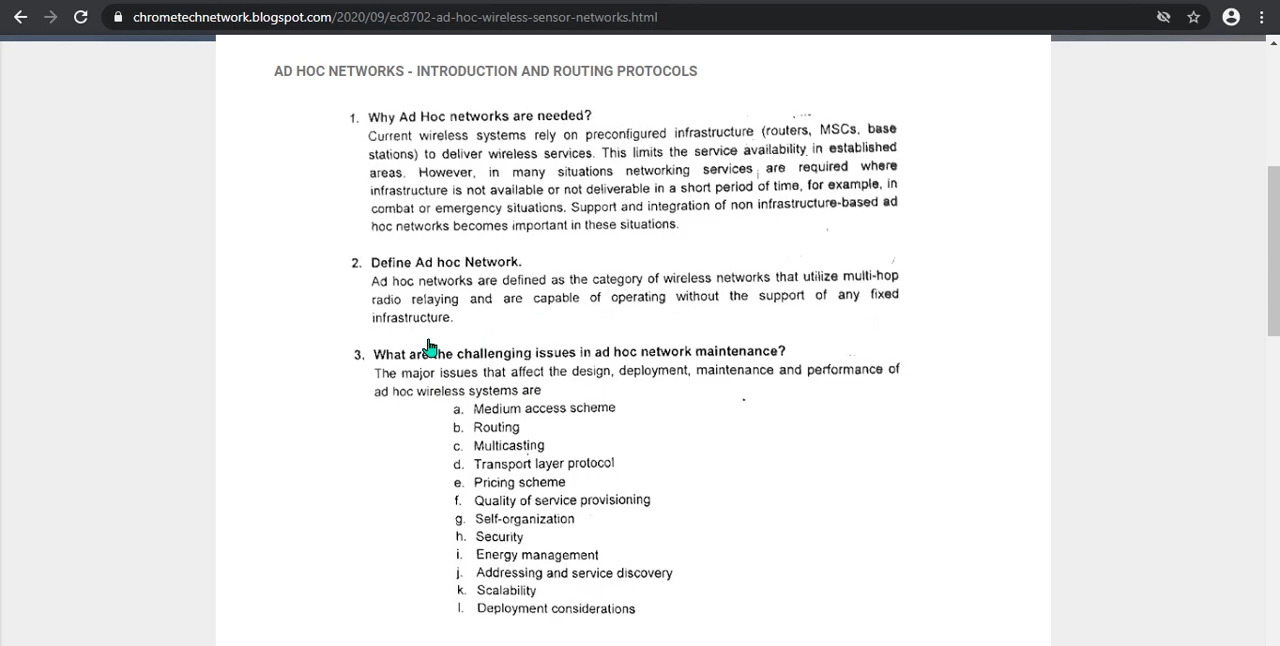 chrometechnetwork.blogspot.com/2020/09/ec8702-ad-hoc-wireless-sensor-networks.html
AD HOC NETWORKS - INTRODUCTION AND ROUTING PROTOCOLS
1. Why Ad Hoc networks are needed?
Current wireless systems rely on preconfigured infrastructure (routers, MSCs, base
stations) to deliver wireless services. This limits the service availability in established
areas. However, in many situations networking services are required where
infrastructure is not available or not deliverable in a short period of time, for example, in
combat or emergency situations. Support and integration of non infrastructure-based ad
hoc networks becomes important in these situations.
2. Define Ad hoc Network.
Ad hoc networks are defined as the category of wireless networks that utilize multi-hop
radio relaying and are capable of operating without the support of any fixed
infrastructure.
3. What are the challenging issues in ad hoc network maintenance?
The major issues that affect the design, deployment, maintenance and performance of
ad hoc wireless systems are
a. Medium access scheme
b. Routing
c. Multicasting
d. Transport layer protocol
e. Pricing scheme
f. Quality of service provisioning
g. Self-organization
h. Security
i. Energy management
j. Addressing and service discovery
k. Scalability
l. Deployment considerations